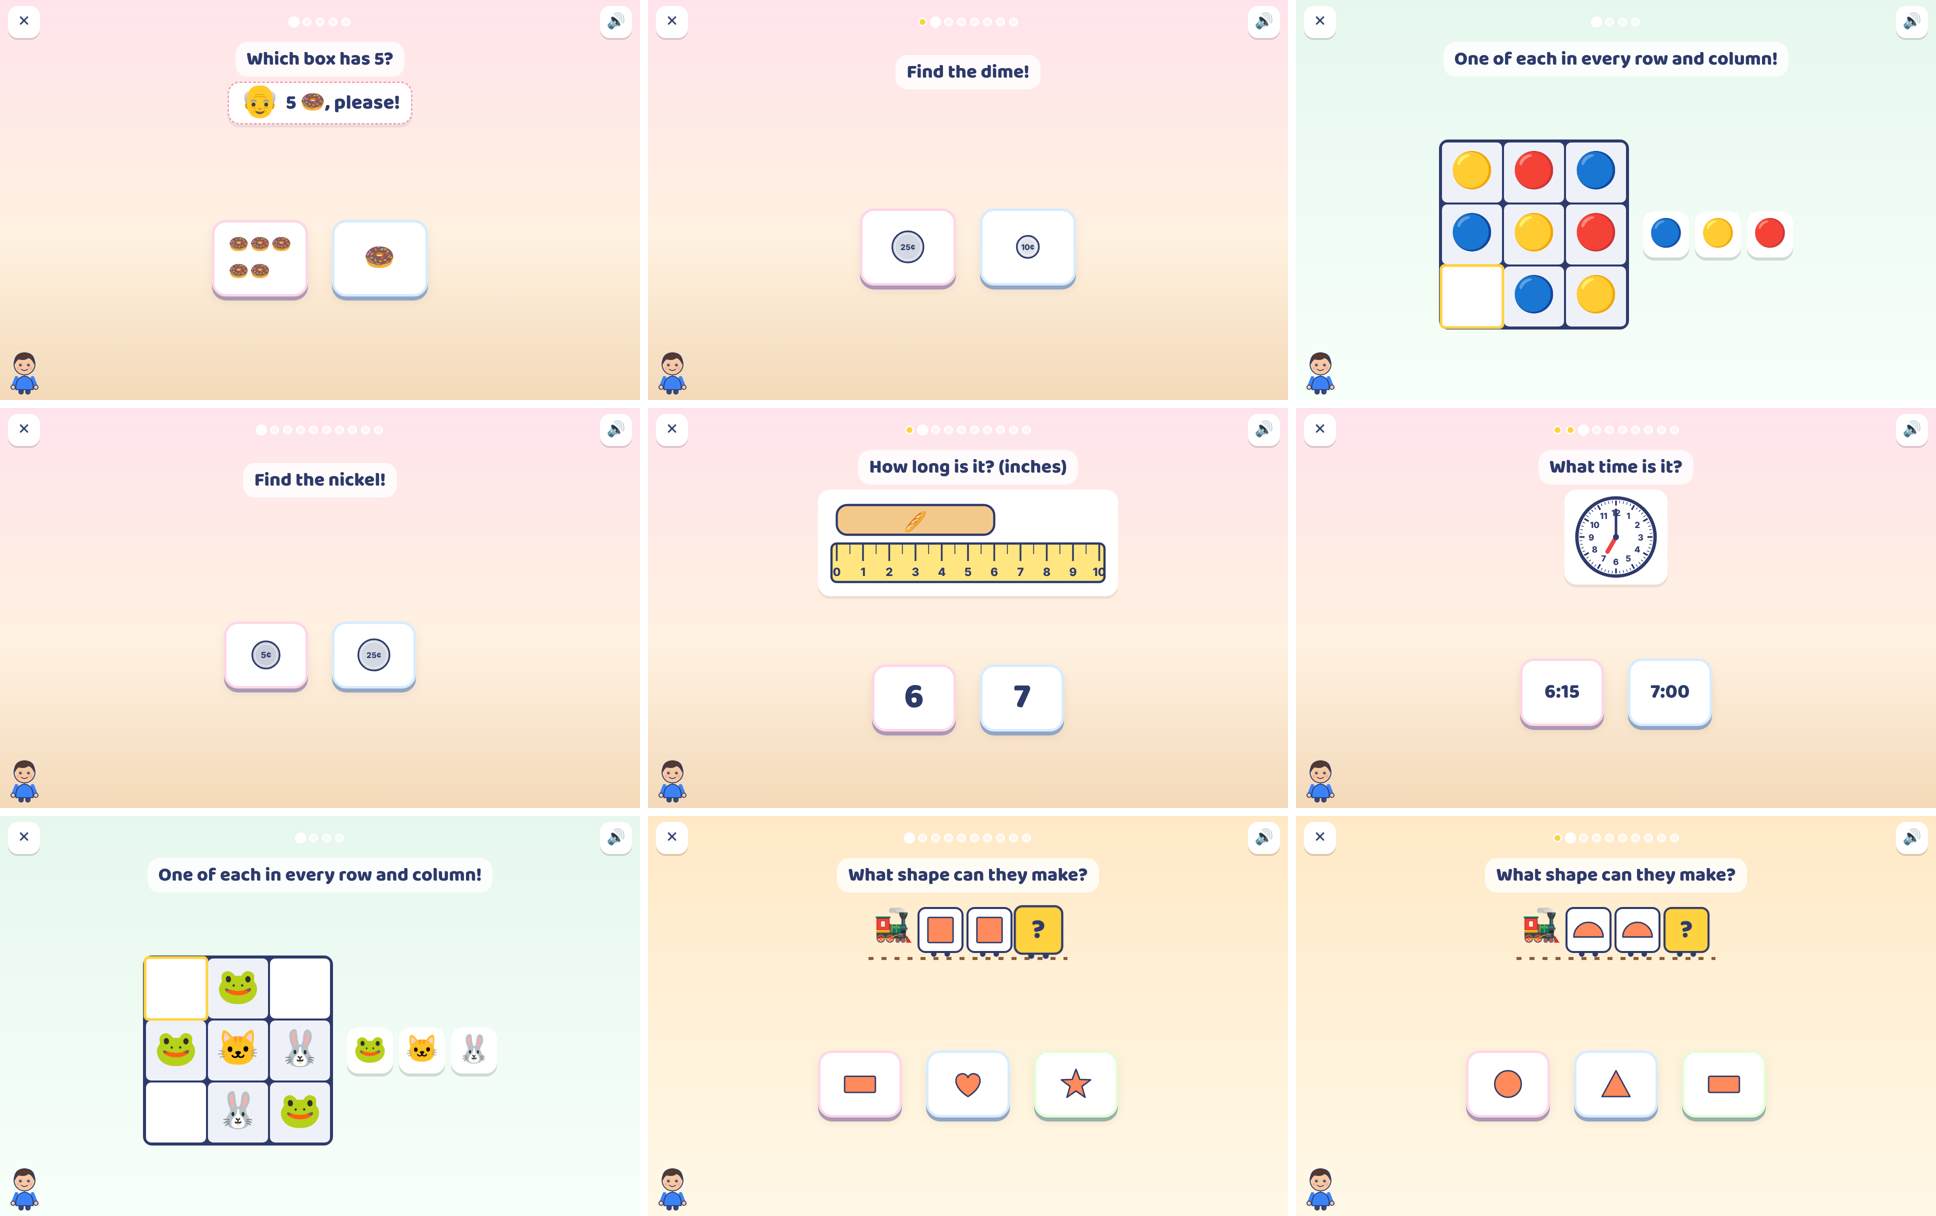 ×
Which box has 5?
5 🍩, please!
×
Find the dime!
25¢
10¢
×
One of each in every row and column!
×
Find the nickel!
5¢
25¢
×
How long is it? (inches)
0 1 2 3 4 5 6 7 8 9 10
6
7
×
What time is it?
12
11 1
10 2
9 3
8 4
7 5
6
6:15
7:00
×
One of each in every row and column!
×
What shape can they make?
?
×
What shape can they make?
?